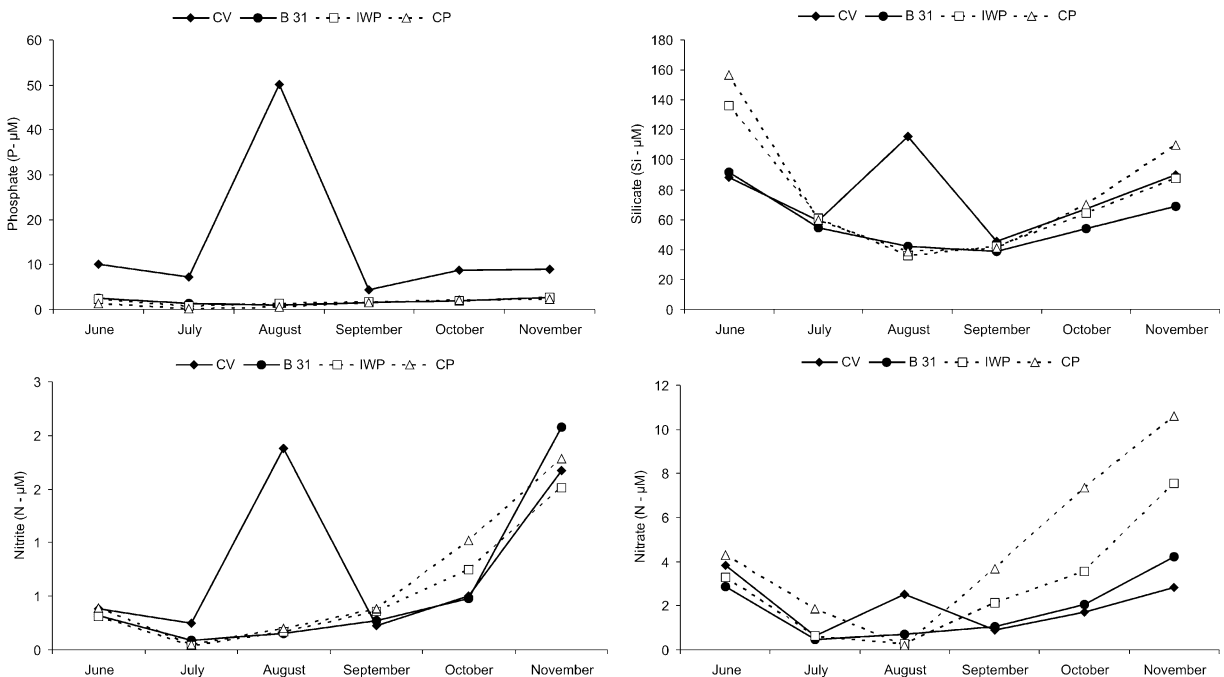 CV B 31 IWP CP
60
50
40
30
20
10
0
Phosphate (P- µM)
June July August September October November
CV B 31 IWP CP
180
160
140
120
100
80
60
40
20
0
Silicate (Si - µM)
June July August September October November
CV B 31 IWP CP
3
2
2
1
1
0
Nitrite (N - µM)
June July August September October November
CV B 31 IWP CP
12
10
8
6
4
2
0
Nitrate (N - µM)
June July August September October November